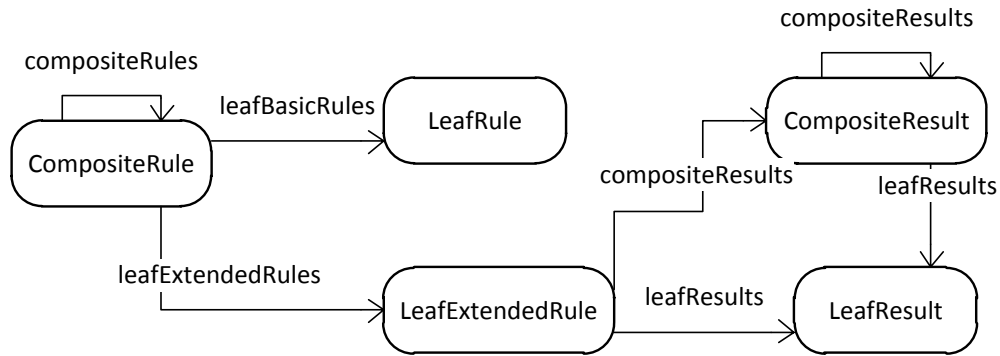 compositeResults
compositeRules
leafBasicRules
LeafRule
CompositeResult
CompositeRule
compositeResults
leafResults
leafExtendedRules
LeafExtendedRule
leafResults
LeafResult